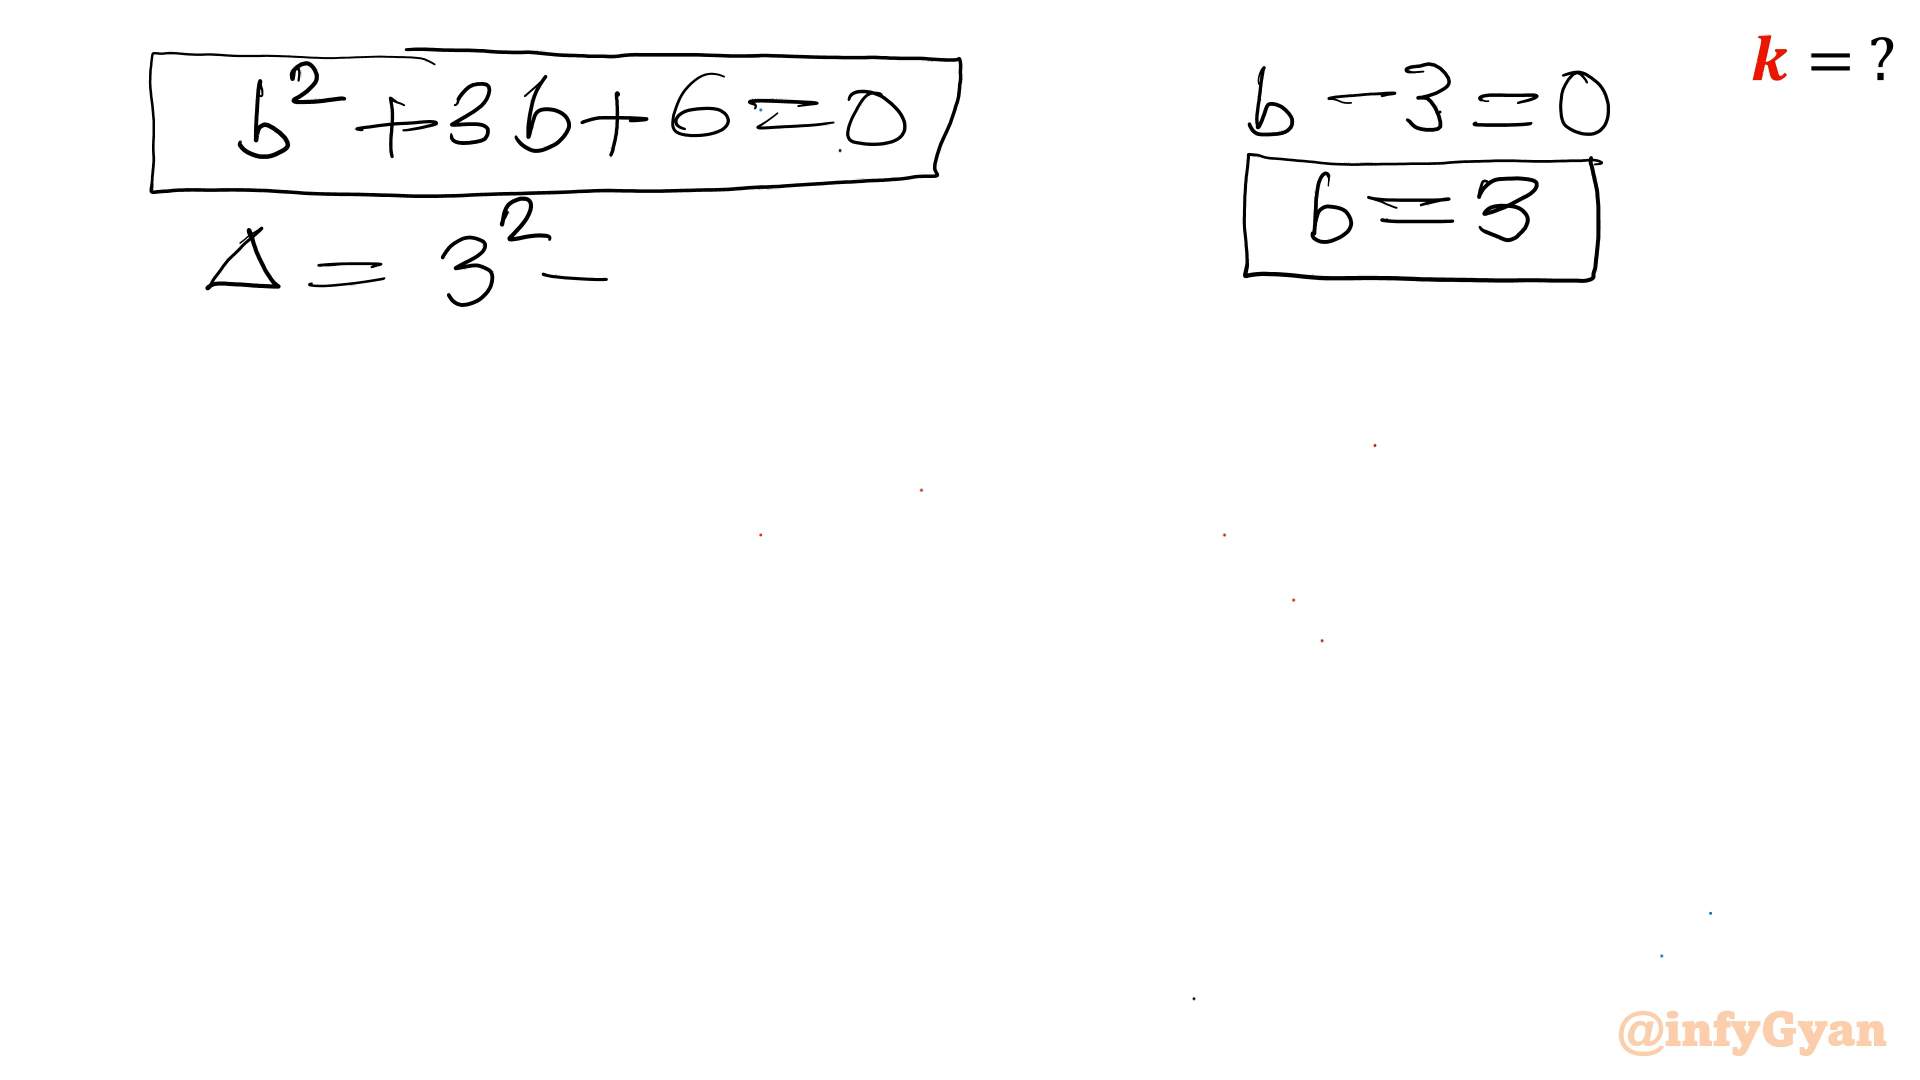 b² + 3b + 6 = 0
Δ = 3² −
b − 3 = 0
b = 3
k = ?
@infyGyan